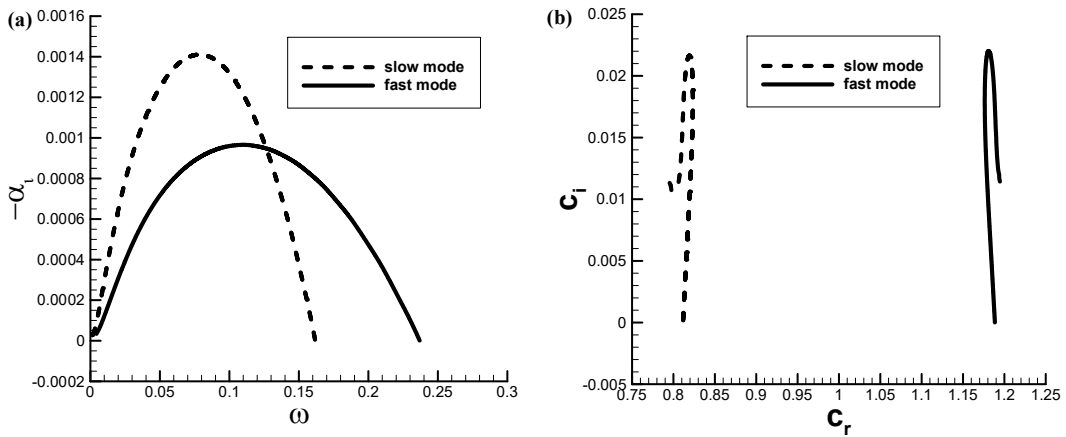 (a)
0.0016
0.0014
0.0012
0.001
0.0008
0.0006
0.0004
0.0002
0
-0.0002
−α_ι
slow mode
fast mode
0 0.05 0.1 0.15 0.2 0.25 0.3
ω
(b)
0.025
0.02
0.015
0.01
0.005
0
-0.005
c_i
slow mode
fast mode
0.75 0.8 0.85 0.9 0.95 1 1.05 1.1 1.15 1.2 1.25
c_r